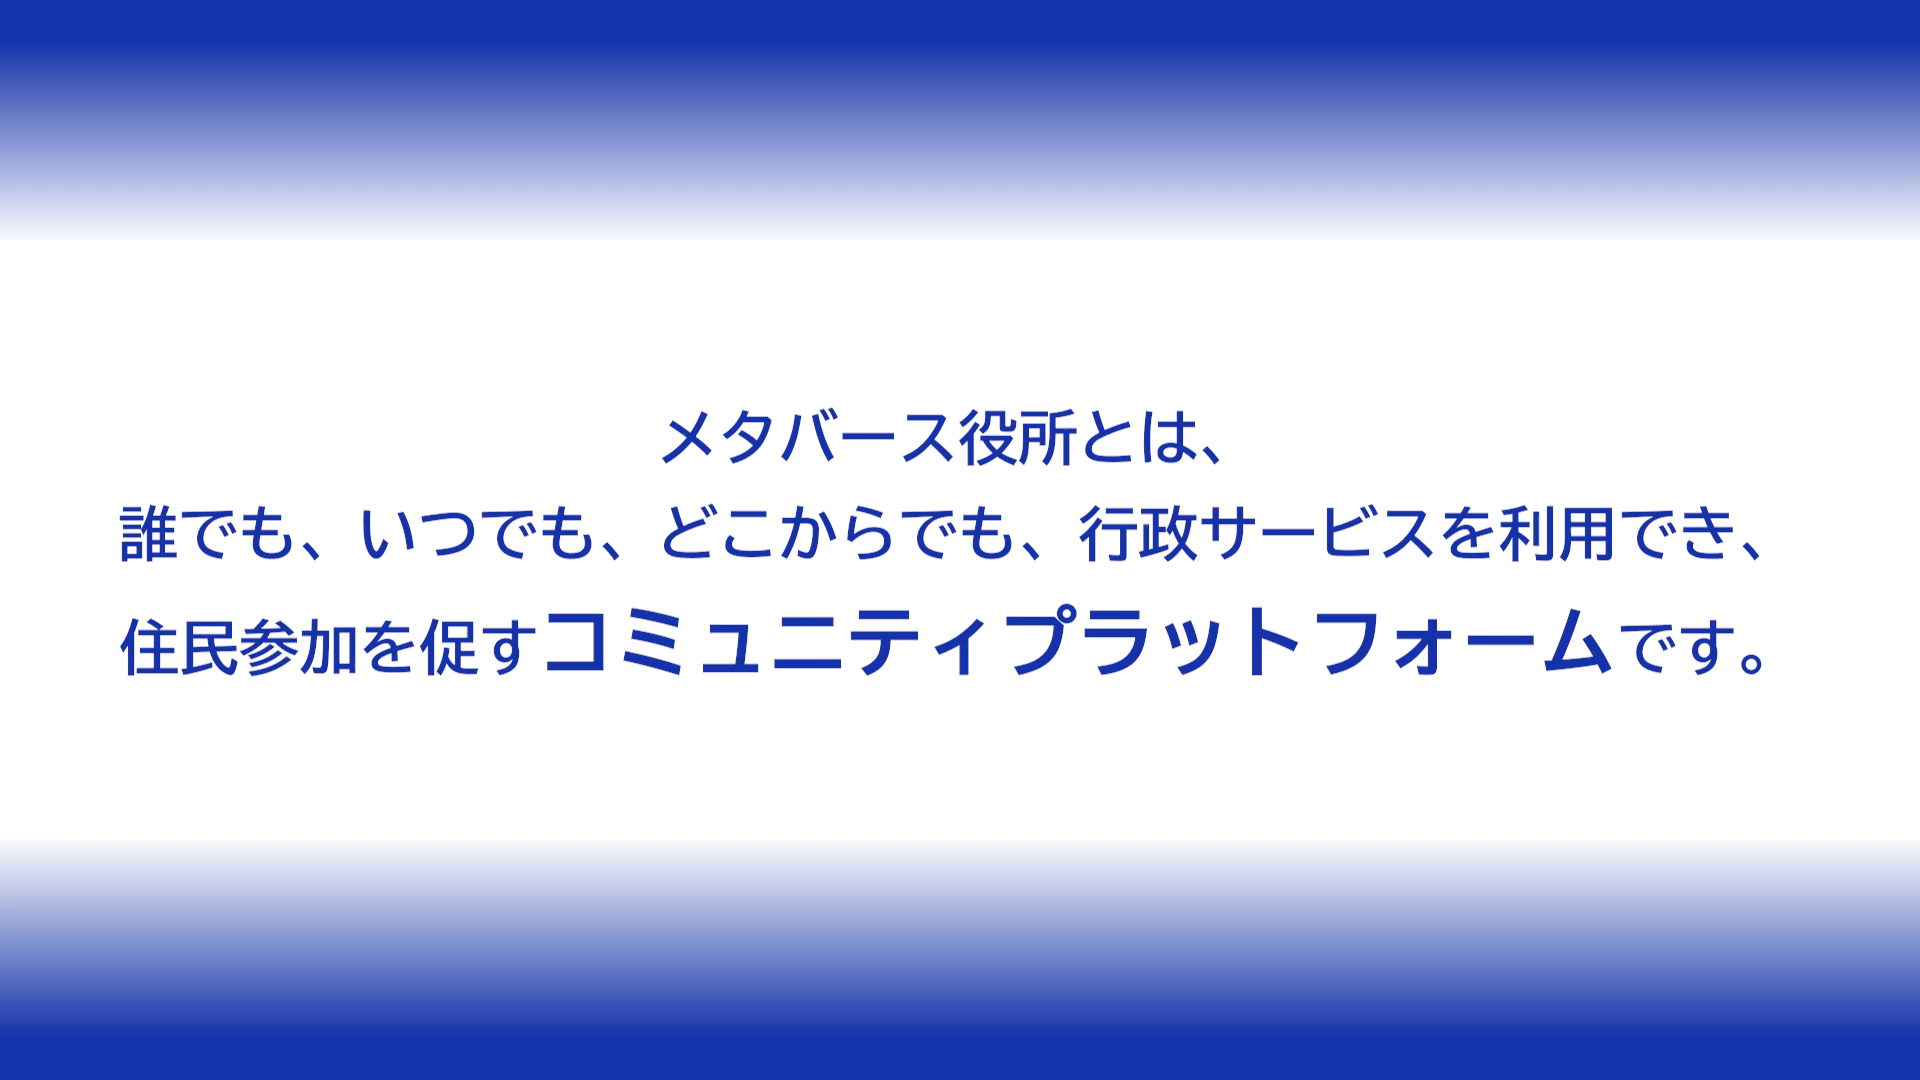 メタバース役所とは、
誰でも、いつでも、どこからでも、行政サービスを利用でき、
住民参加を促すコミュニティプラットフォームです。